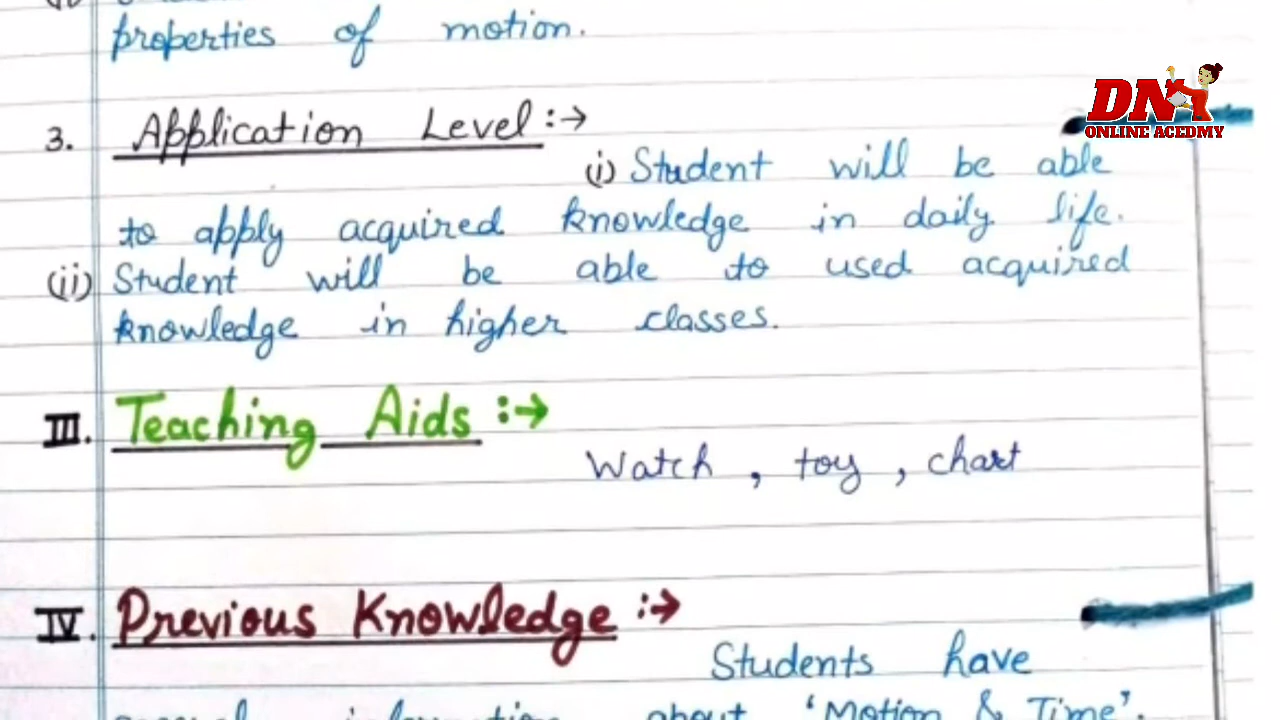 properties of motion.
DNY
ONLINE ACEDMY
3. Application Level :→
(i) Student will be able
to apply acquired knowledge in daily life.
(ii) Student will be able to used acquired
knowledge in higher classes.
III. Teaching Aids :→
Watch , toy , chart
IV. Previous Knowledge :→
Students have
about 'Motion & Time'.